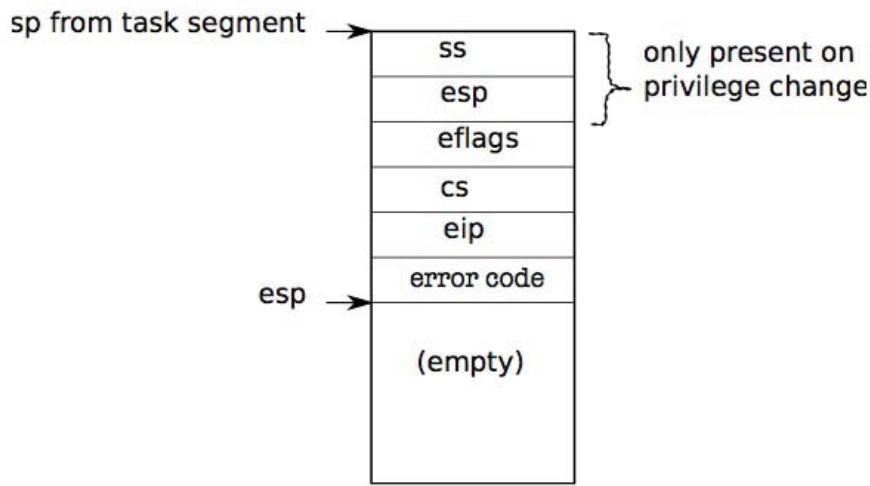 sp from task segment
ss
only present on
privilege change
esp
eflags
cs
eip
error code
esp
(empty)